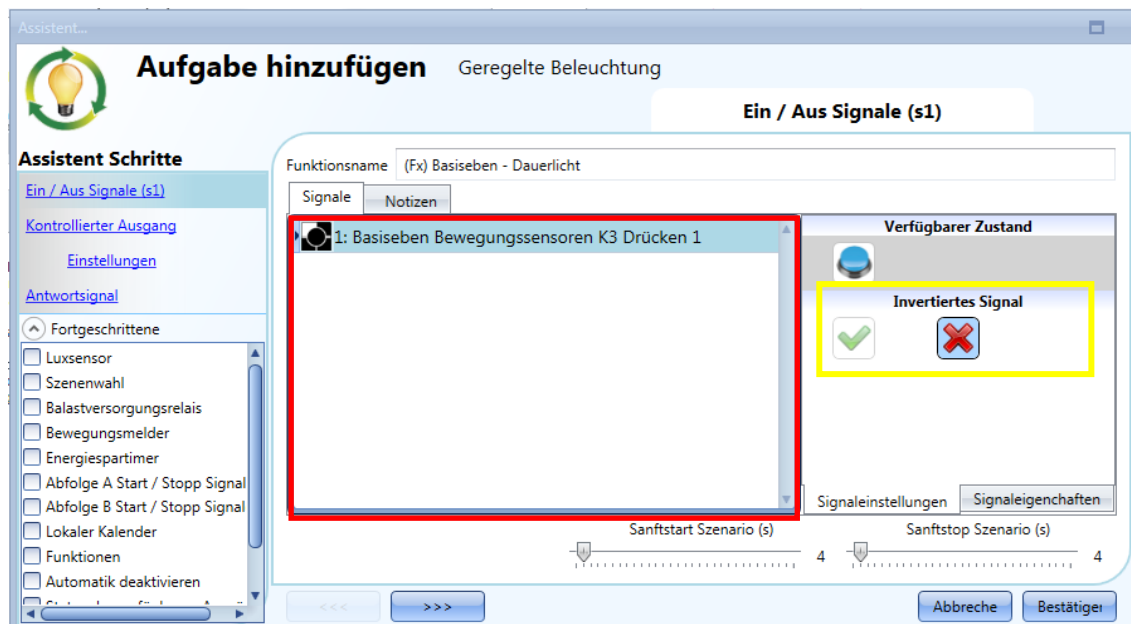 Assistent...
Aufgabe hinzufügen
Geregelte Beleuchtung
Ein / Aus Signale (s1)
Assistent Schritte
Ein / Aus Signale (s1)
Kontrollierter Ausgang
Einstellungen
Antwortsignal
Fortgeschrittene
Luxsensor
Szenenwahl
Balastversorgungsrelais
Bewegungsmelder
Energiespartimer
Abfolge A Start / Stopp Signal
Abfolge B Start / Stopp Signal
Lokaler Kalender
Funktionen
Automatik deaktivieren
Funktionsname (Fx) Basiseben - Dauerlicht
Signale Notizen
1: Basiseben Bewegungssensoren K3 Drücken 1
Verfügbarer Zustand
Invertiertes Signal
Signaleinstellungen Signaleigenchaften
Sanftstart Szenario (s) Sanftstop Szenario (s)
4 4
<<< >>> Abbreche Bestätiger